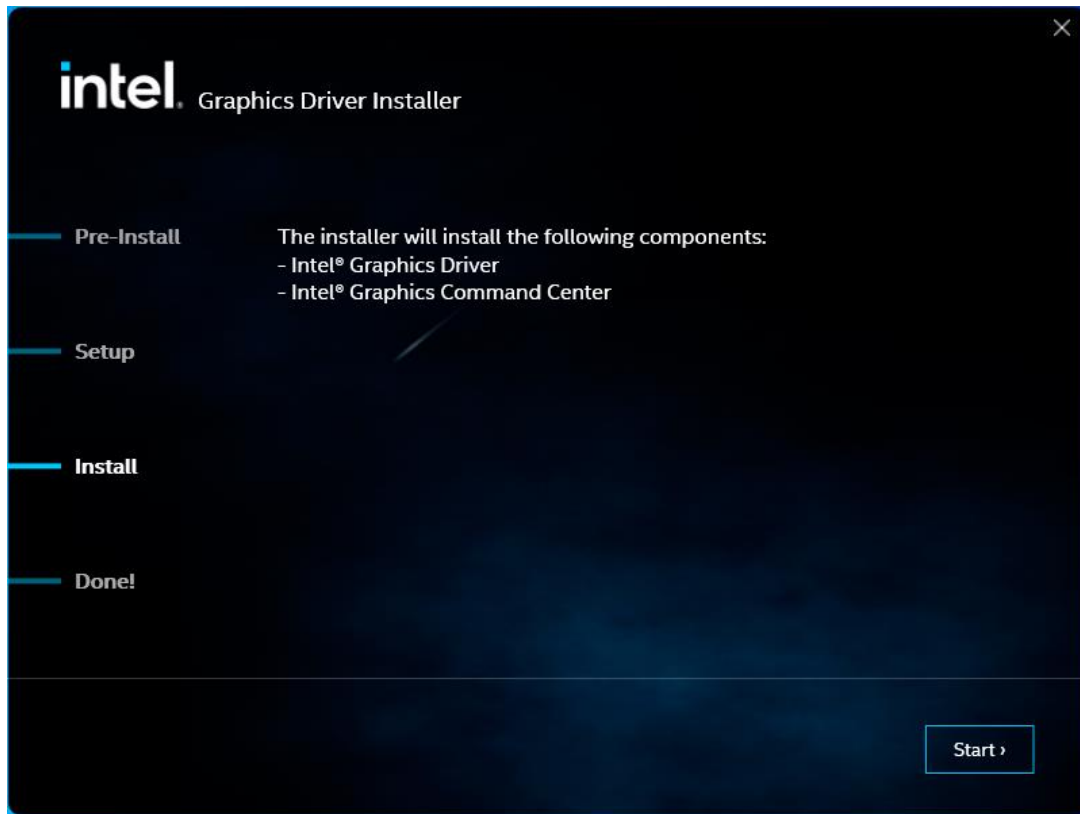 intel. Graphics Driver Installer
Pre-Install
The installer will install the following components:
- Intel® Graphics Driver
- Intel® Graphics Command Center
Setup
Install
Done!
Start ›